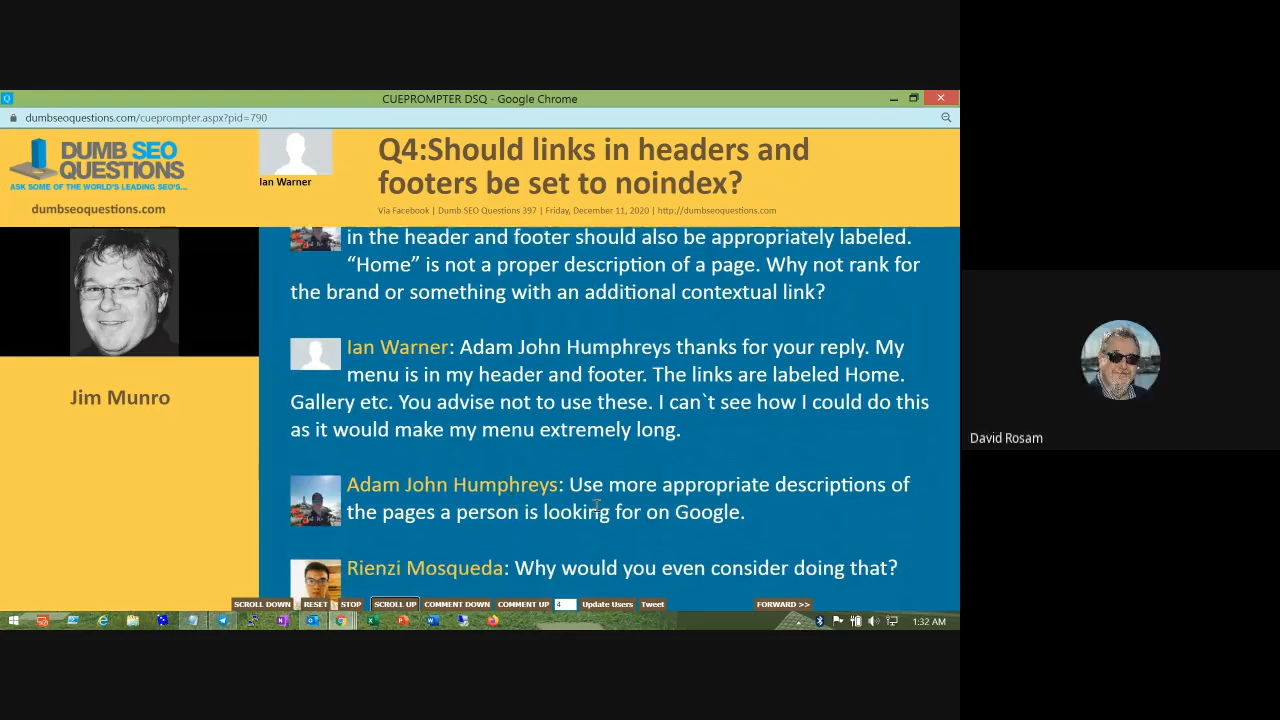 CUEPROMPTER DSQ - Google Chrome
dumbseoquestions.com/cueprompter.aspx?pid=790
DUMB SEO
QUESTIONS
ASK SOME OF THE WORLD'S LEADING SEO'S...
dumbseoquestions.com
Ian Warner
Q4:Should links in headers and
footers be set to noindex?
Via Facebook | Dumb SEO Questions 397 | Friday, December 11, 2020 | http://dumbseoquestions.com
Jim Munro
in the header and footer should also be appropriately labeled.
“Home” is not a proper description of a page. Why not rank for
the brand or something with an additional contextual link?
Ian Warner: Adam John Humphreys thanks for your reply. My
menu is in my header and footer. The links are labeled Home.
Gallery etc. You advise not to use these. I can`t see how I could do this
as it would make my menu extremely long.
Adam John Humphreys: Use more appropriate descriptions of
the pages a person is looking for on Google.
Rienzi Mosqueda: Why would you even consider doing that?
SCROLL DOWN RESET STOP SCROLL UP COMMENT DOWN COMMENT UP 4 Update Users Tweet FORWARD >>
1:32 AM
David Rosam